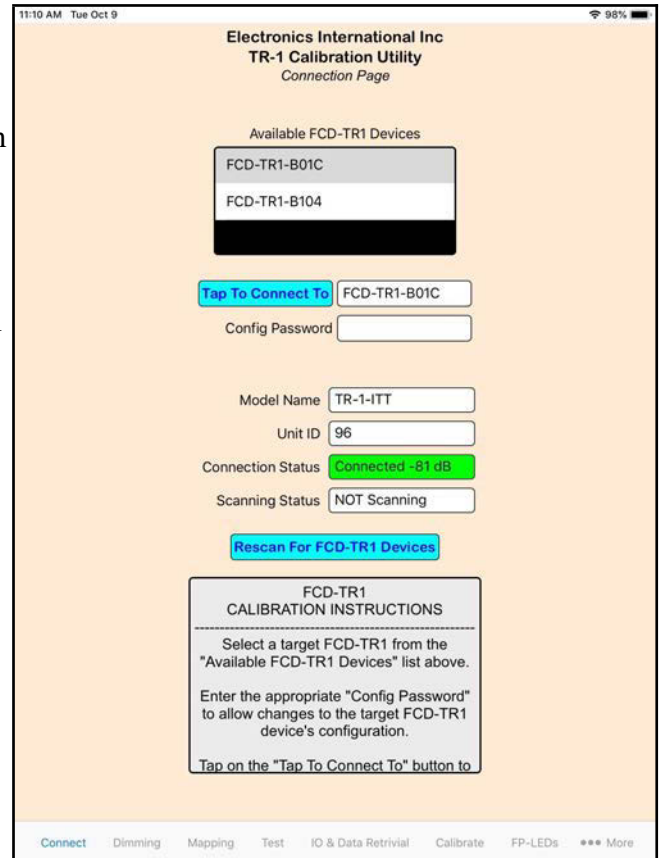 11:10 AM Tue Oct 9 98%
Electronics International Inc
TR-1 Calibration Utility
Connection Page
Available FCD-TR1 Devices
FCD-TR1-B01C
FCD-TR1-B104
Tap To Connect To FCD-TR1-B01C
Config Password
Model Name TR-1-ITT
Unit ID 96
Connection Status Connected -81 dB
Scanning Status NOT Scanning
Rescan For FCD-TR1 Devices
FCD-TR1
CALIBRATION INSTRUCTIONS
--------------------------------------------------------
Select a target FCD-TR1 from the
"Available FCD-TR1 Devices" list above.
Enter the appropriate "Config Password"
to allow changes to the target FCD-TR1
device's configuration.
Tap on the "Tap To Connect To" button to
Connect Dimming Mapping Test IO & Data Retrivial Calibrate FP-LEDs ••• More